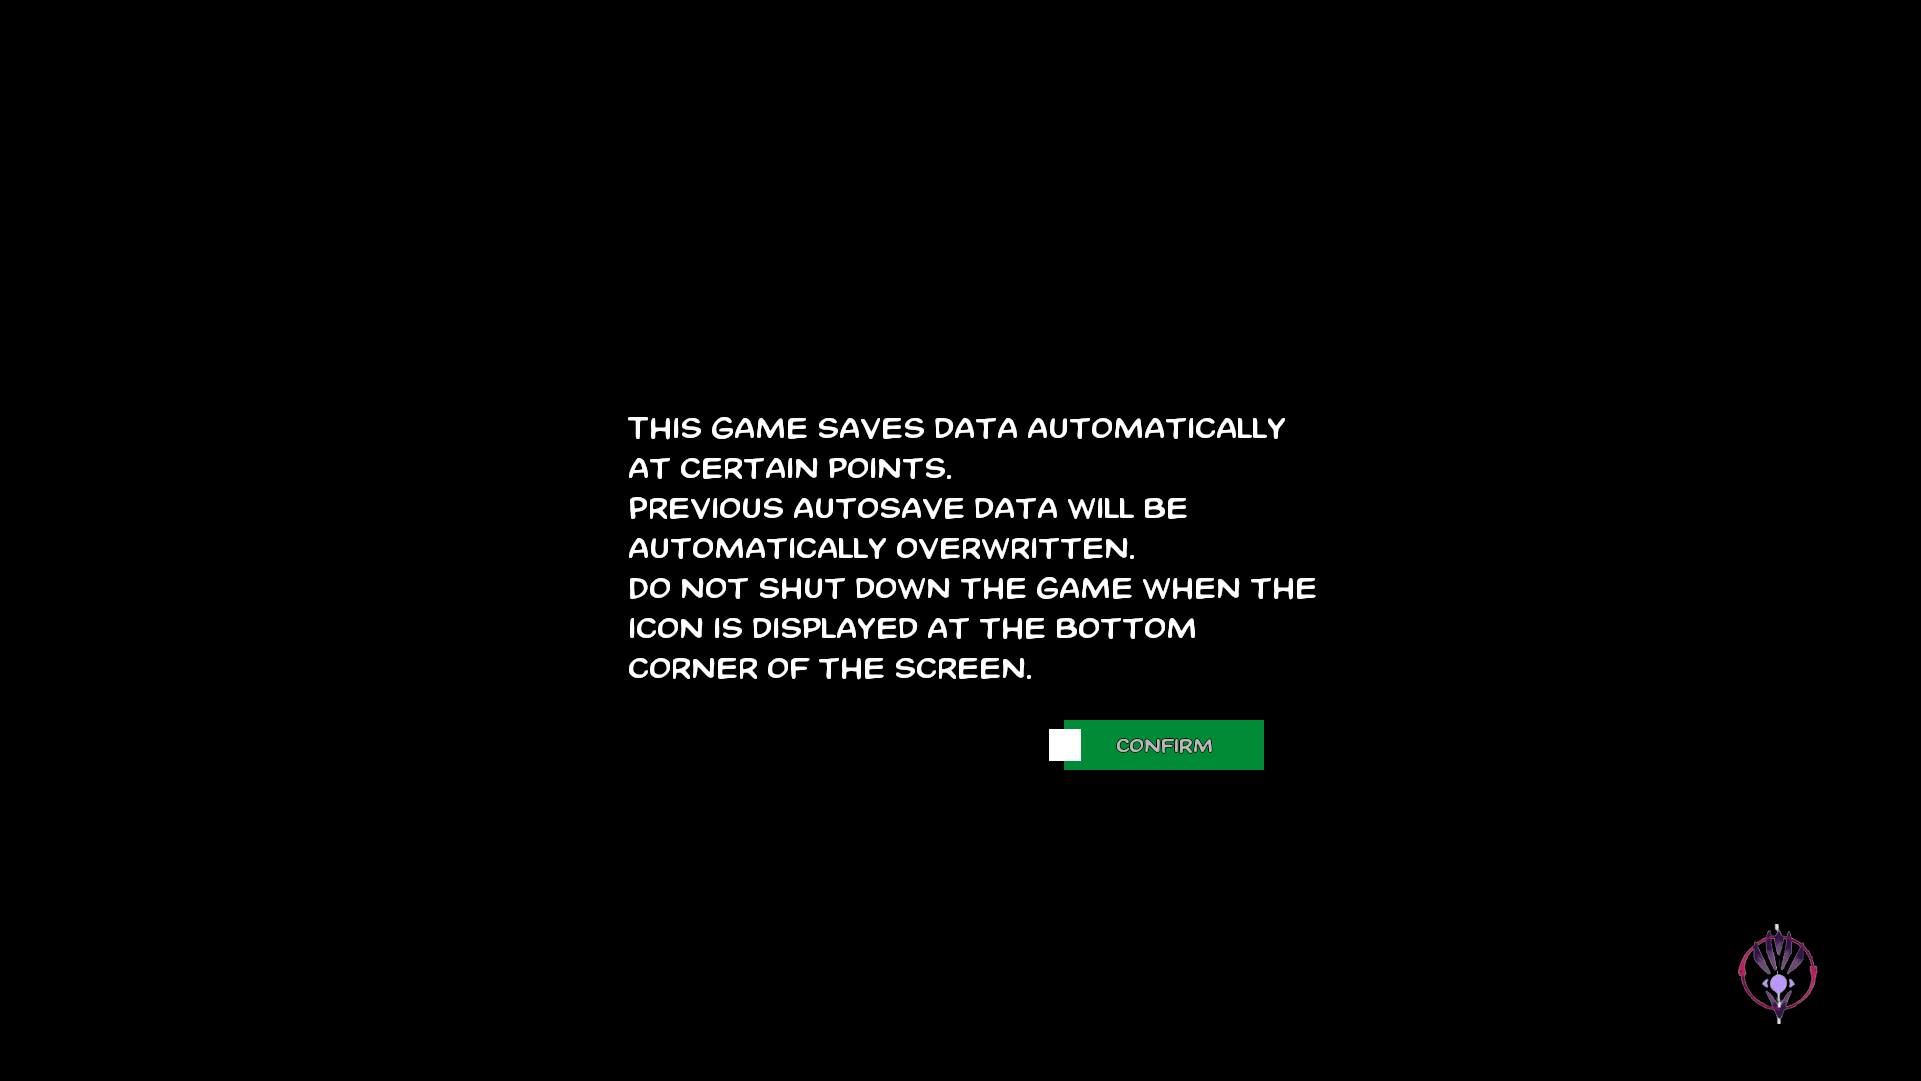 THIS GAME SAVES DATA AUTOMATICALLY
AT CERTAIN POINTS.
PREVIOUS AUTOSAVE DATA WILL BE
AUTOMATICALLY OVERWRITTEN.
DO NOT SHUT DOWN THE GAME WHEN THE
ICON IS DISPLAYED AT THE BOTTOM
CORNER OF THE SCREEN.
CONFIRM